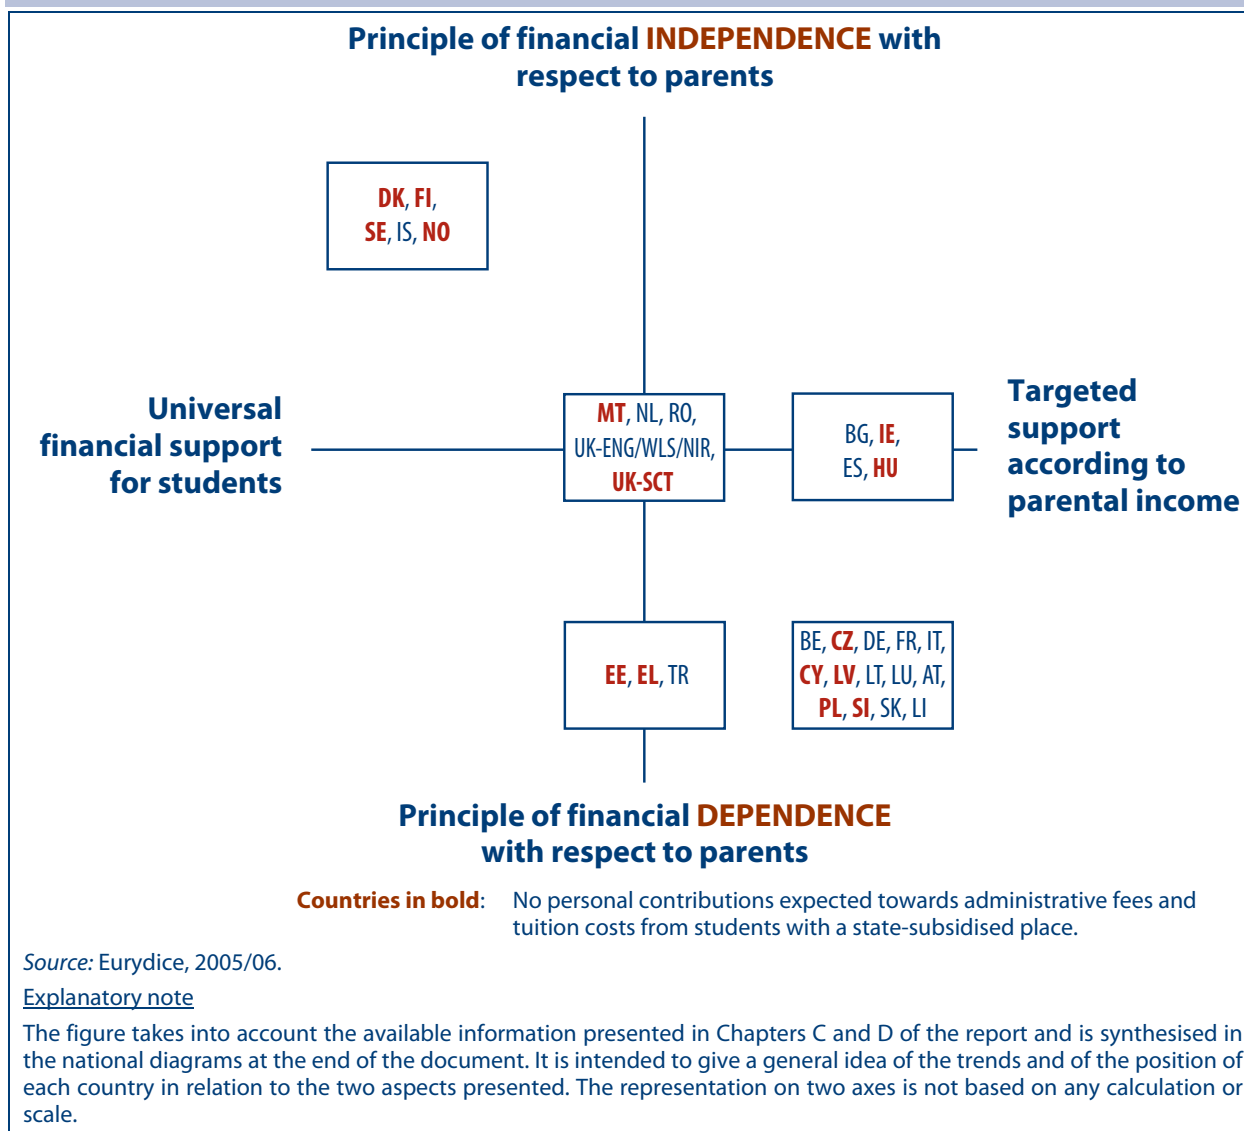 Principle of financial INDEPENDENCE with
respect to parents
DK, FI,
SE, IS, NO
Universal
financial support
for students
MT, NL, RO,
UK-ENG/WLS/NIR,
UK-SCT
BG, IE,
ES, HU
Targeted
support
according to
parental income
EE, EL, TR
BE, CZ, DE, FR, IT,
CY, LV, LT, LU, AT,
PL, SI, SK, LI
Principle of financial DEPENDENCE
with respect to parents
Countries in bold: No personal contributions expected towards administrative fees and
tuition costs from students with a state-subsidised place.
Source: Eurydice, 2005/06.
Explanatory note
The figure takes into account the available information presented in Chapters C and D of the report and is synthesised in
the national diagrams at the end of the document. It is intended to give a general idea of the trends and of the position of
each country in relation to the two aspects presented. The representation on two axes is not based on any calculation or
scale.